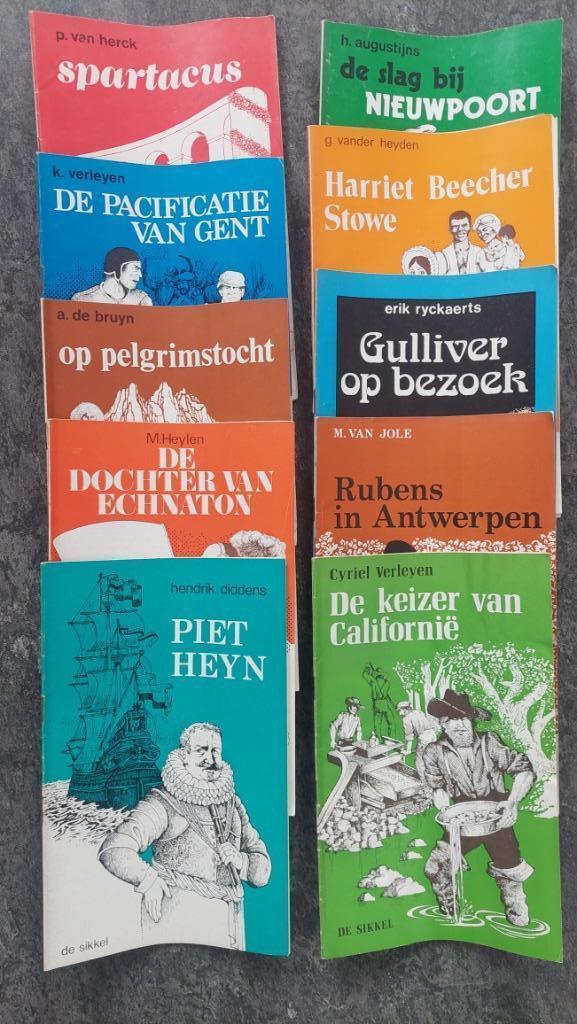 p. van herck
spartacus
k. verleyen
DE PACIFICATIE
VAN GENT
a. de bruyn
op pelgrimstocht
M.Heylen
DE
DOCHTER VAN
ECHNATON
hendrik diddens
PIET
HEYN
de sikkel
h. augustijns
de slag bij
NIEUWPOORT
g vander heyden
Harriet Beecher
Stowe
erik ryckaerts
Gulliver
op bezoek
M. VAN JOLE
Rubens
in Antwerpen
Cyriel Verleyen
De keizer van
Californië
DE SIKKEL